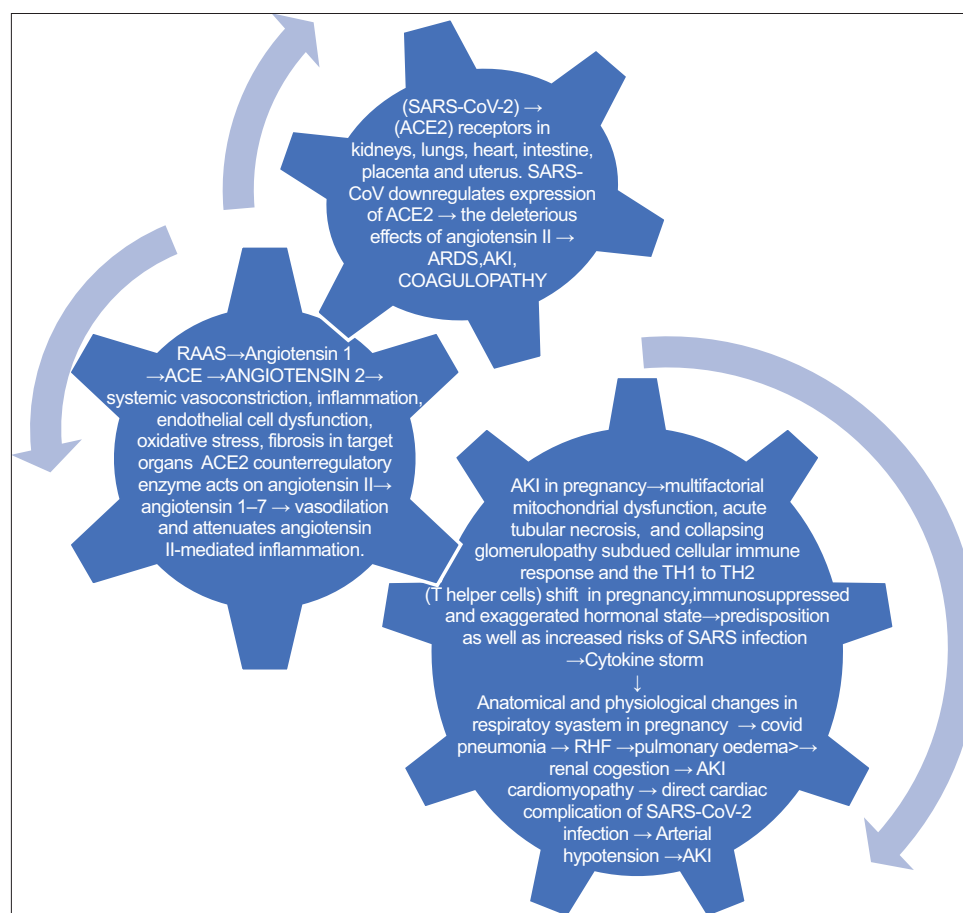 (SARS-CoV-2) →
(ACE2) receptors in
kidneys, lungs, heart, intestine,
placenta and uterus. SARS-
CoV downregulates expression
of ACE2 → the deleterious
effects of angiotensin II →
ARDS,AKI,
COAGULOPATHY
RAAS→Angiotensin 1
→ACE →ANGIOTENSIN 2→
systemic vasoconstriction, inflammation,
endothelial cell dysfunction,
oxidative stress, fibrosis in target
organs ACE2 counterregulatory
enzyme acts on angiotensin II→
angiotensin 1–7 → vasodilation
and attenuates angiotensin
II-mediated inflammation.
AKI in pregnancy→multifactorial
mitochondrial dysfunction, acute
tubular necrosis, and collapsing
glomerulopathy subdued cellular immune
response and the TH1 to TH2
(T helper cells) shift in pregnancy,immunosuppressed
and exaggerated hormonal state→predisposition
as well as increased risks of SARS infection
→Cytokine storm
↓
Anatomical and physiological changes in
respiratoy syastem in pregnancy → covid
pneumonia → RHF →pulmonary oedema>→
renal cogestion → AKI
cardiomyopathy → direct cardiac
complication of SARS-CoV-2
infection → Arterial
hypotension →AKI